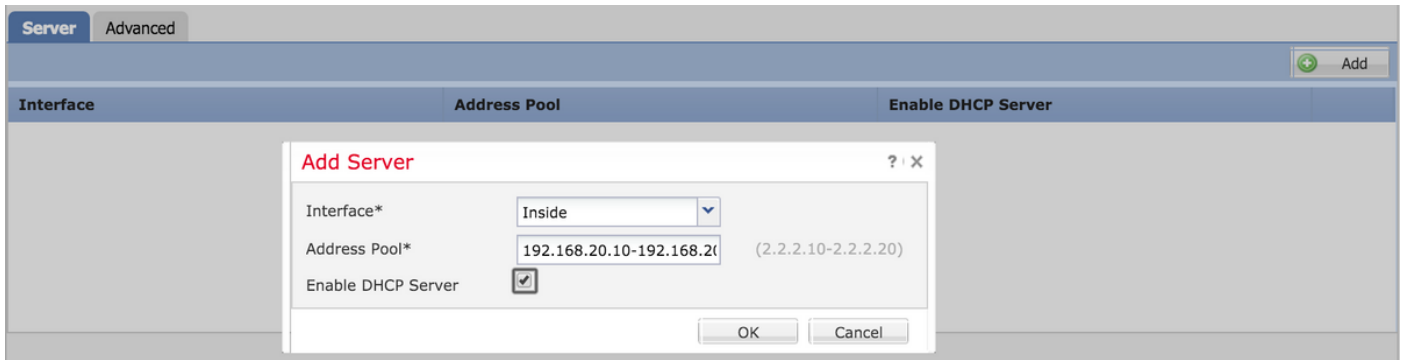 Server Advanced
Add
Interface Address Pool Enable DHCP Server
Add Server ?
Interface* Inside
Address Pool* 192.168.20.10-192.168.2 (2.2.2.10-2.2.2.20)
Enable DHCP Server
OK Cancel